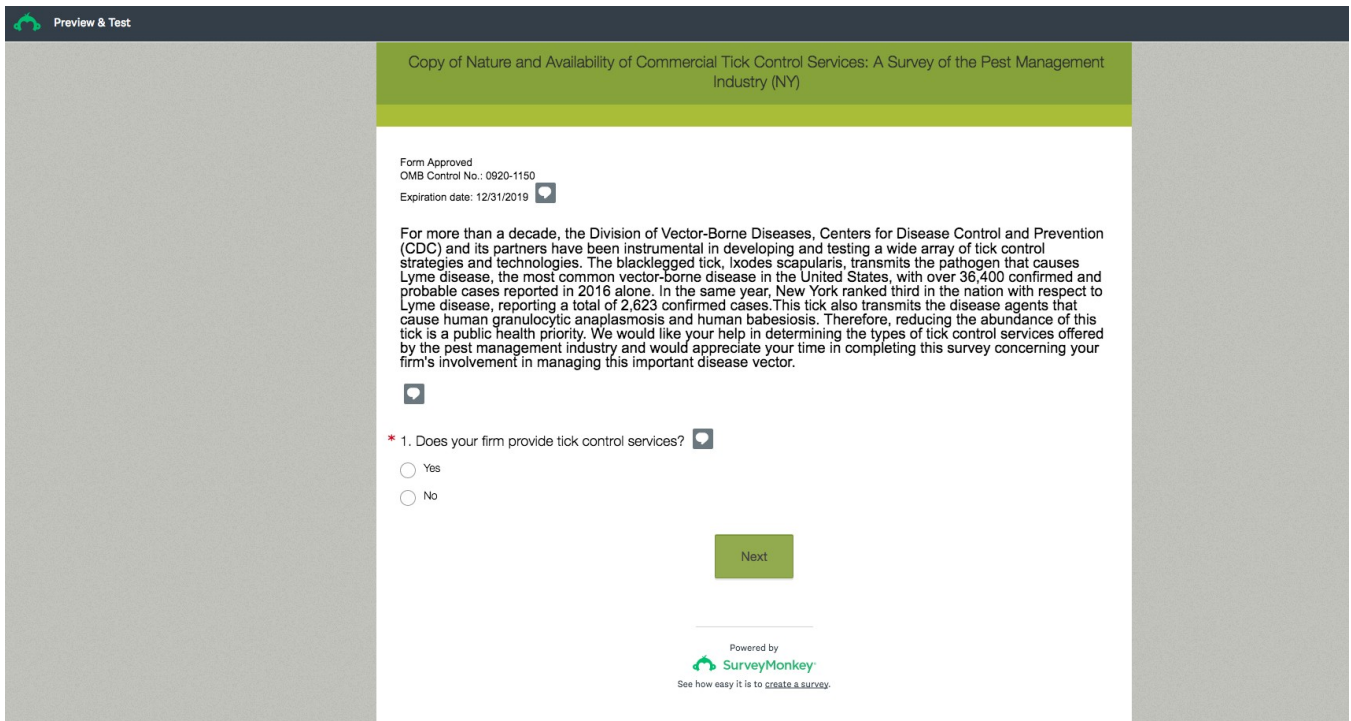 Preview & Test
Copy of Nature and Availability of Commercial Tick Control Services: A Survey of the Pest Management
Industry (NY)
Form Approved
OMB Control No.: 0920-1150
Expiration date: 12/31/2019
For more than a decade, the Division of Vector-Borne Diseases, Centers for Disease Control and Prevention
(CDC) and its partners have been instrumental in developing and testing a wide array of tick control
strategies and technologies. The blacklegged tick, Ixodes scapularis, transmits the pathogen that causes
Lyme disease, the most common vector-borne disease in the United States, with over 36,400 confirmed and
probable cases reported in 2016 alone. In the same year, New York ranked third in the nation with respect to
Lyme disease, reporting a total of 2,623 confirmed cases.This tick also transmits the disease agents that
cause human granulocytic anaplasmosis and human babesiosis. Therefore, reducing the abundance of this
tick is a public health priority. We would like your help in determining the types of tick control services offered
by the pest management industry and would appreciate your time in completing this survey concerning your
firm's involvement in managing this important disease vector.
* 1. Does your firm provide tick control services?
Yes
No
Next
Powered by
SurveyMonkey
See how easy it is to create a survey.